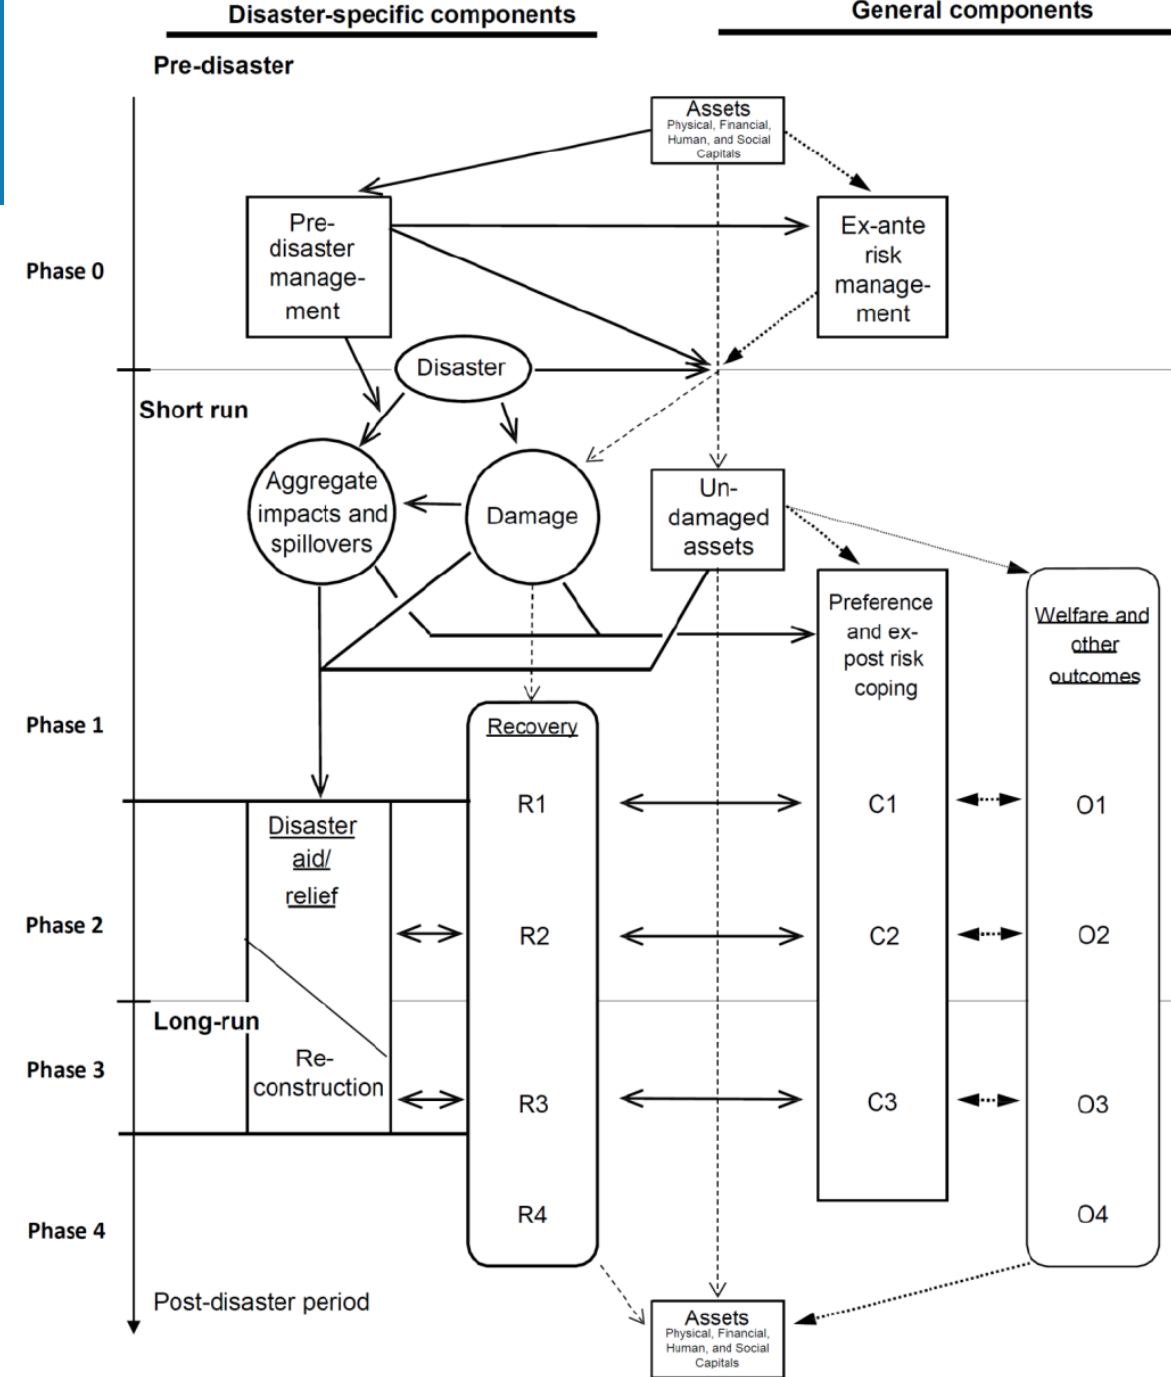 Disaster-specific components
General components
Pre-disaster
Assets
Physical, Financial,
Human, and Social
Capitals
Phase 0
Pre-
disaster
manage-
ment
Ex-ante
risk
manage-
ment
Disaster
Short run
Aggregate
impacts and
spillovers
Damage
Un-
damaged
assets
Preference
and ex-
post risk
coping
Welfare and
other
outcomes
Phase 1
Recovery
R1
C1
O1
Disaster
aid/
relief
Phase 2
R2
C2
O2
Long-run
Phase 3
Re-
construction
R3
C3
O3
Phase 4
R4
O4
Post-disaster period
Assets
Physical, Financial,
Human, and Social
Capitals